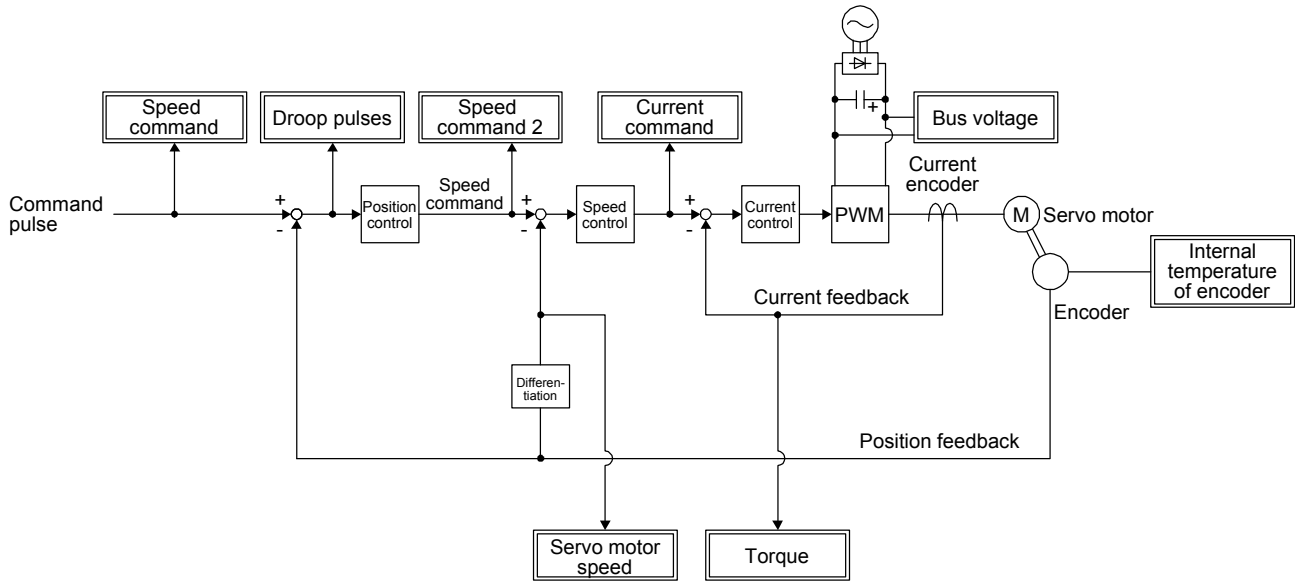 Speed
command
Droop pulses
Speed
command 2
Current
command
Bus voltage
Command
pulse
+
-
Position
control
Speed
command
+
-
Speed
control
+
-
Current
control
PWM
+
Current
encoder
M
Servo motor
Encoder
Internal
temperature
of encoder
Current feedback
Differen-
tiation
Position feedback
Servo motor
speed
Torque